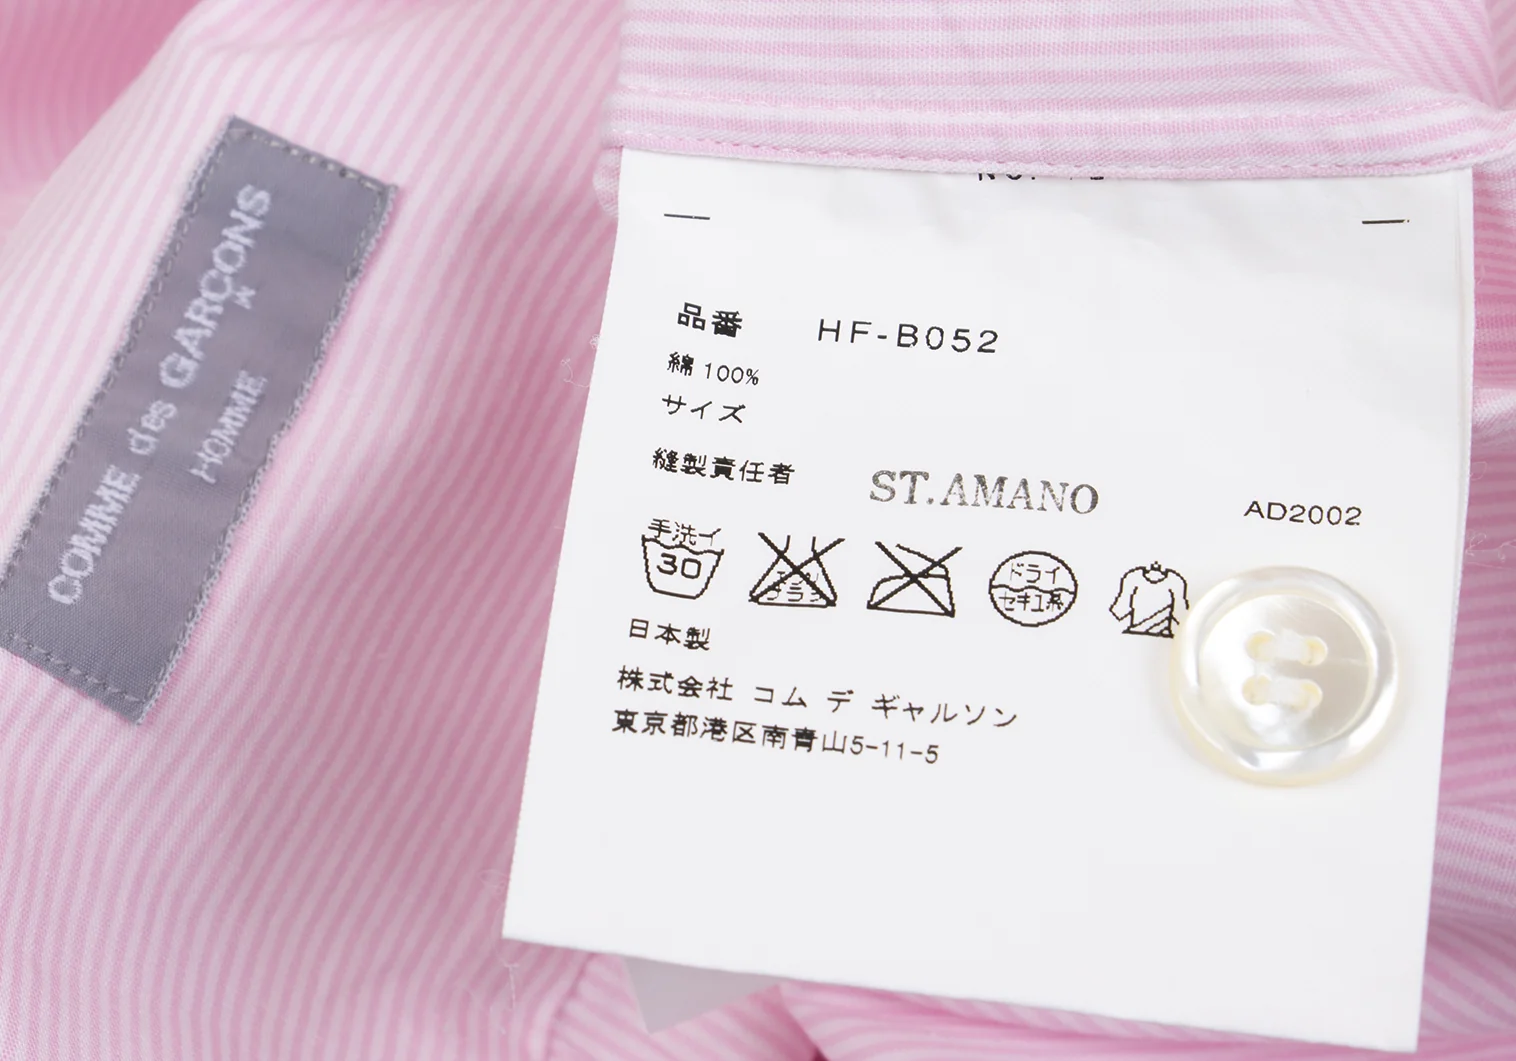 COMME des GARÇONS
HOMME
品番 HF-B052
綿 100%
サイズ
縫製責任者 ST.AMANO AD2002
手洗イ
30
ドライ
セキユ系
日本製
株式会社 コム デ ギャルソン
東京都港区南青山5-11-5